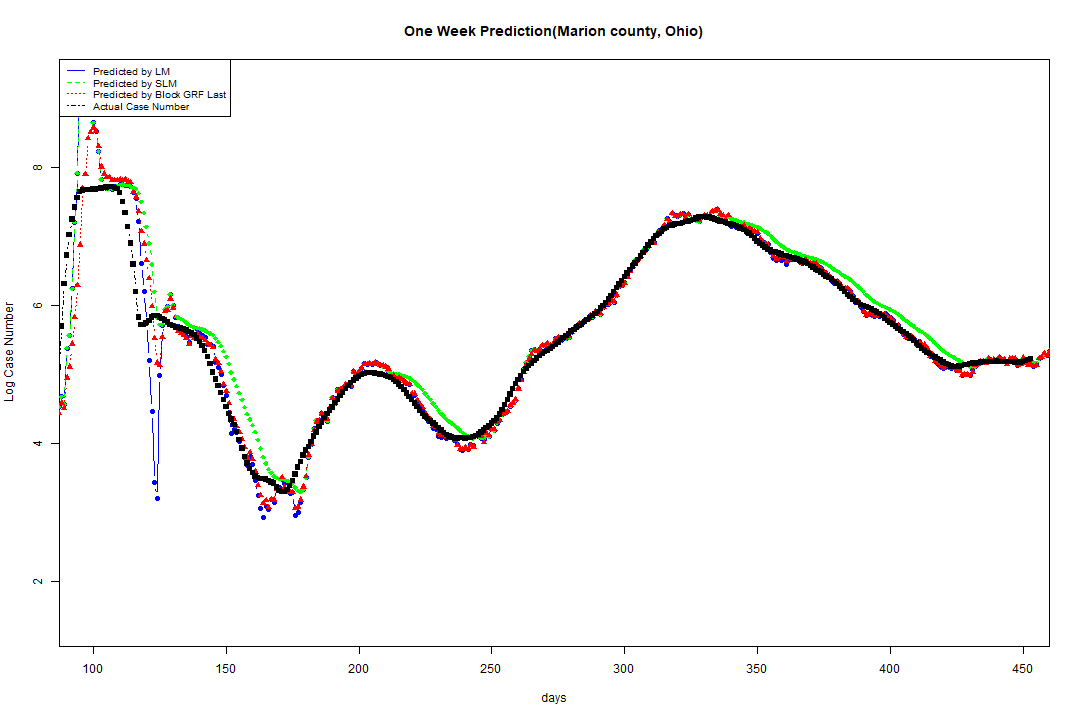 One Week Prediction(Marion county, Ohio)
Predicted by LM
Predicted by SLM
Predicted by Block GRF Last
Actual Case Number
8
6
4
2
Log Case Number
100 150 200 250 300 350 400 450
days